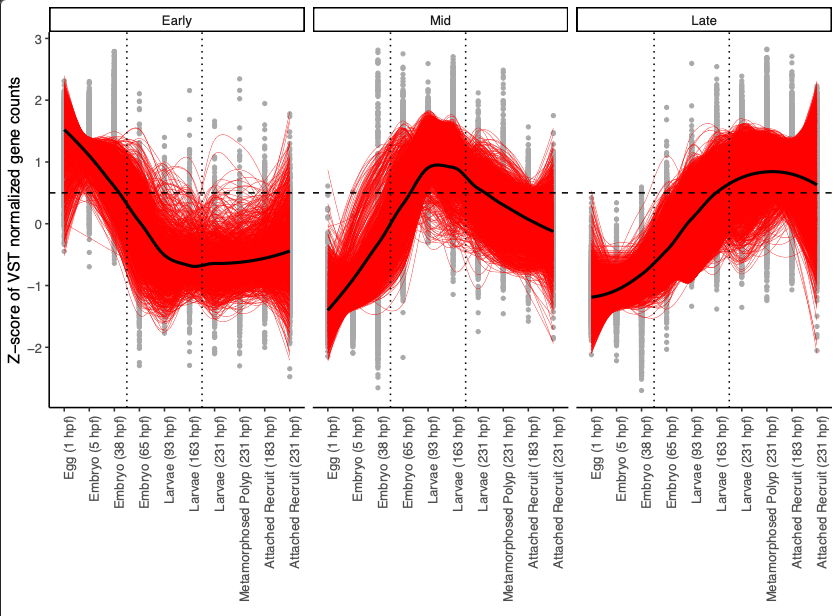 Early
Mid
Late
Z-score of VST normalized gene counts
3
2
1
0
−1
−2
Egg (1 hpf)
Embryo (5 hpf)
Embryo (38 hpf)
Embryo (65 hpf)
Larvae (93 hpf)
Larvae (163 hpf)
Larvae (231 hpf)
Metamorphosed Polyp (231 hpf)
Attached Recruit (183 hpf)
Attached Recruit (231 hpf)
Egg (1 hpf)
Embryo (5 hpf)
Embryo (38 hpf)
Embryo (65 hpf)
Larvae (93 hpf)
Larvae (163 hpf)
Larvae (231 hpf)
Metamorphosed Polyp (231 hpf)
Attached Recruit (183 hpf)
Attached Recruit (231 hpf)
Egg (1 hpf)
Embryo (5 hpf)
Embryo (38 hpf)
Embryo (65 hpf)
Larvae (93 hpf)
Larvae (163 hpf)
Larvae (231 hpf)
Metamorphosed Polyp (231 hpf)
Attached Recruit (183 hpf)
Attached Recruit (231 hpf)